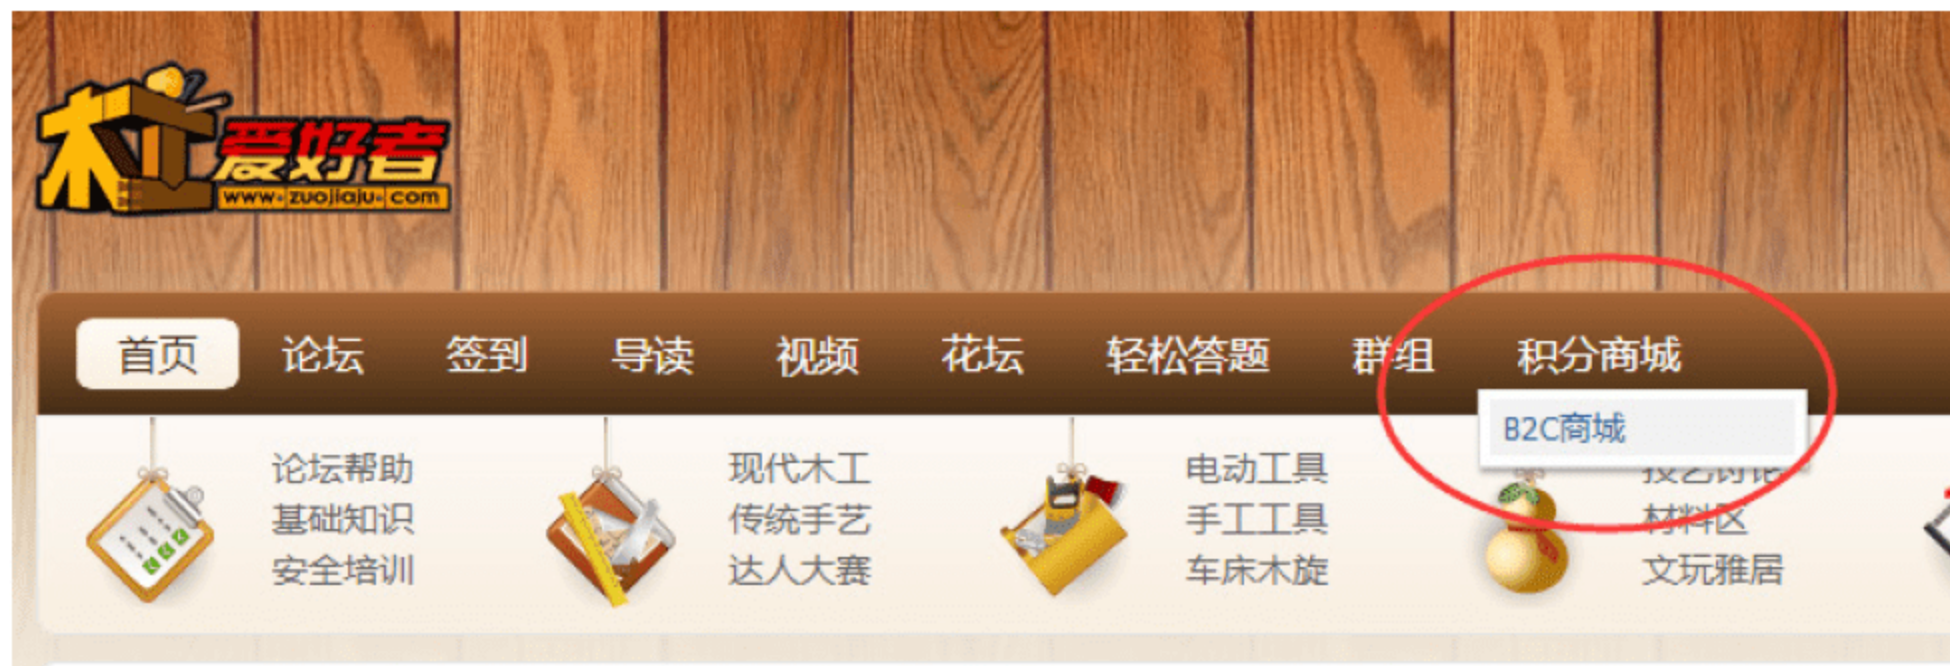 木工爱好者
www.zuojiaju.com
首页 论坛 签到 导读 视频 花坛 轻松答题 群组 积分商城
B2C商城
论坛帮助 现代木工 电动工具 技艺讨论
基础知识 传统手艺 手工工具 材料区
安全培训 达人大赛 车床木旋 文玩雅居